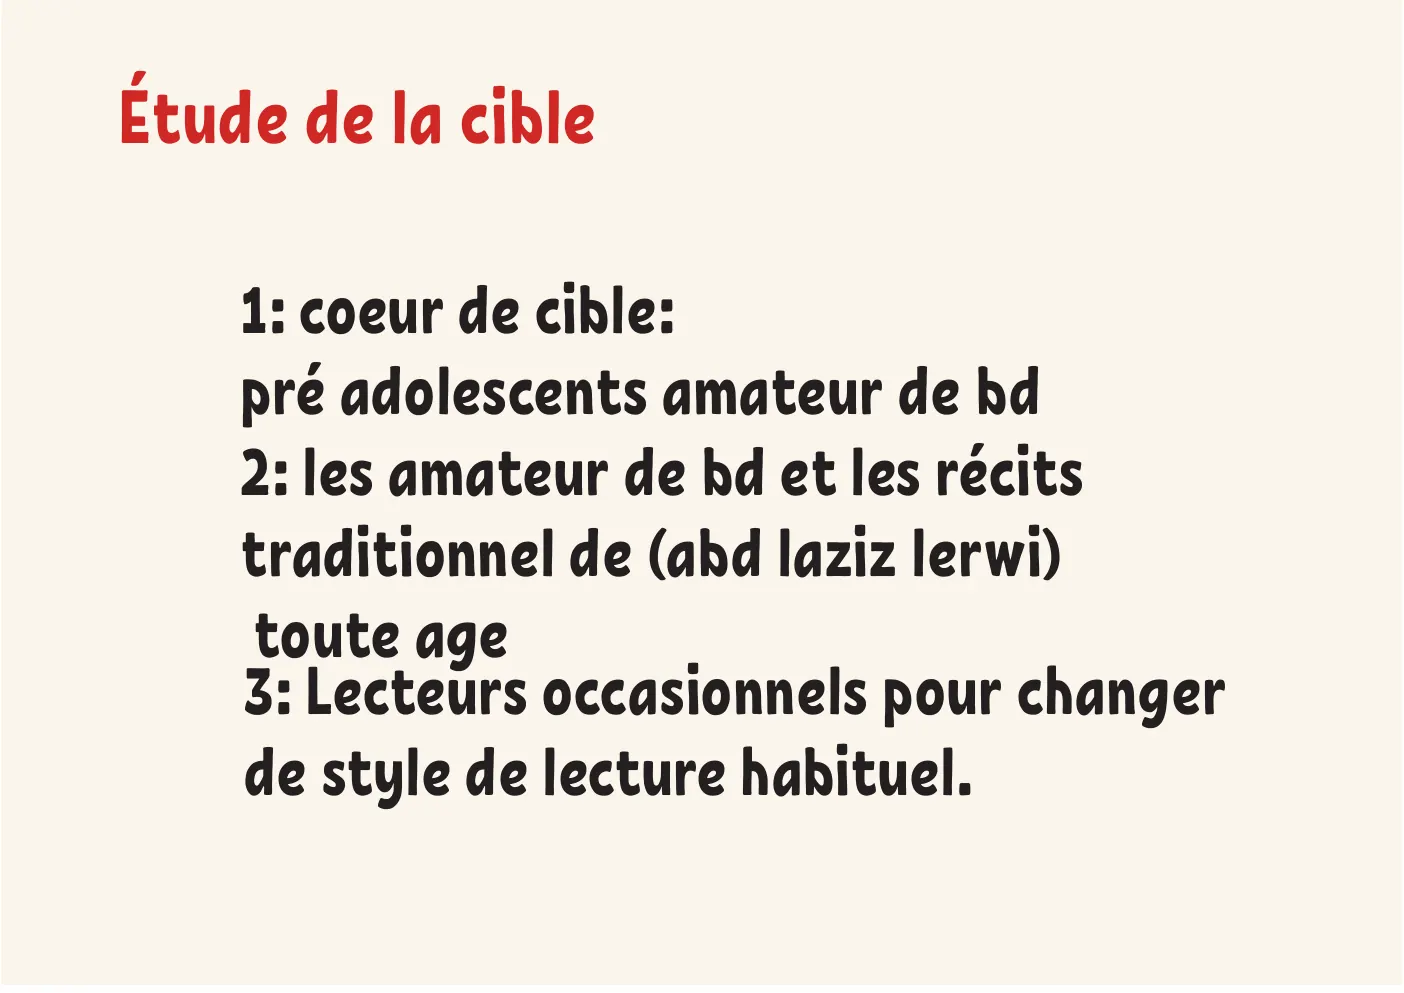 Étude de la cible
1: coeur de cible:
pré adolescents amateur de bd
2: les amateur de bd et les récits
traditionnel de (abd laziz lerwi)
toute age
3: Lecteurs occasionnels pour changer
de style de lecture habituel.